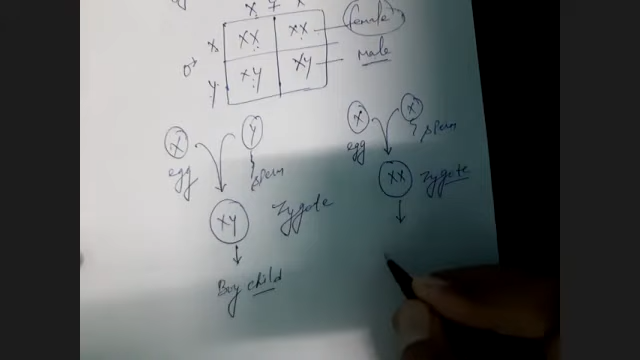 X ♀ X
X XX XX female
♂
Y XY XY male
X Y X X
egg sperm egg sperm
XY Zygote XX Zygote
Boy child